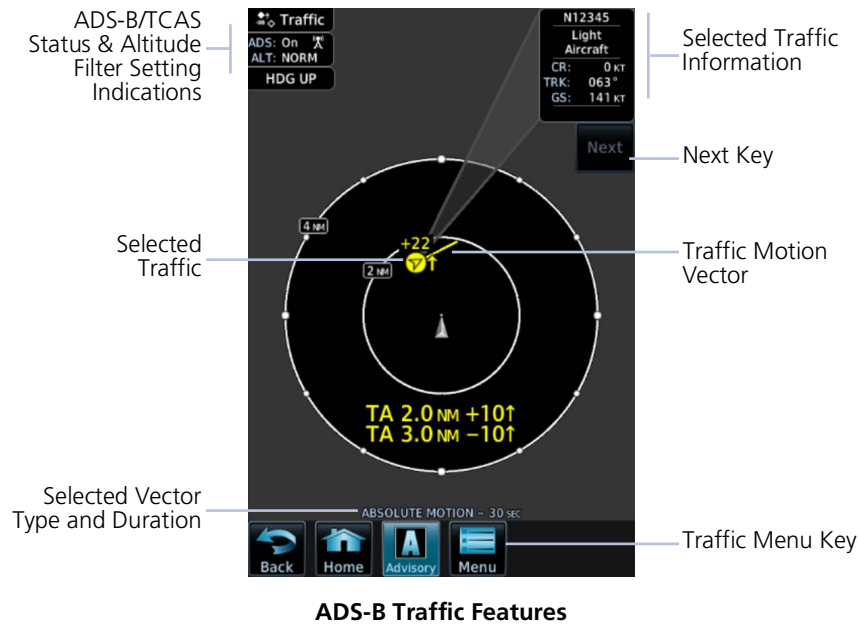 ADS-B/TCAS
Status & Altitude
Filter Setting
Indications
Traffic
ADS: On
ALT: NORM
HDG UP
N12345
Light
Aircraft
CR: 0 KT
TRK: 063°
GS: 141 KT
Selected Traffic
Information
Next
Next Key
4 NM
Selected
Traffic
+22
2 NM
Traffic Motion
Vector
TA 2.0 NM +10↑
TA 3.0 NM −10↑
Selected Vector
Type and Duration
ABSOLUTE MOTION – 30 SEC
Back
Home
A
Advisory
Menu
Traffic Menu Key
ADS-B Traffic Features